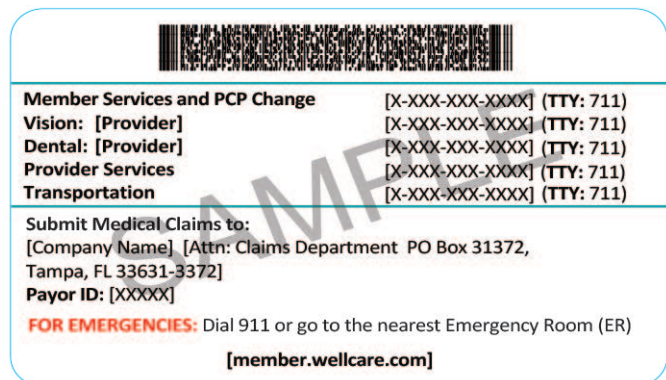 Member Services and PCP Change [X-XXX-XXX-XXXX] (TTY: 711)
Vision: [Provider] [X-XXX-XXX-XXXX] (TTY: 711)
Dental: [Provider] [X-XXX-XXX-XXXX] (TTY: 711)
Provider Services [X-XXX-XXX-XXXX] (TTY: 711)
Transportation [X-XXX-XXX-XXXX] (TTY: 711)
SAMPLE
Submit Medical Claims to:
[Company Name] [Attn: Claims Department PO Box 31372,
Tampa, FL 33631-3372]
Payor ID: [XXXXX]
FOR EMERGENCIES: Dial 911 or go to the nearest Emergency Room (ER)
[member.wellcare.com]